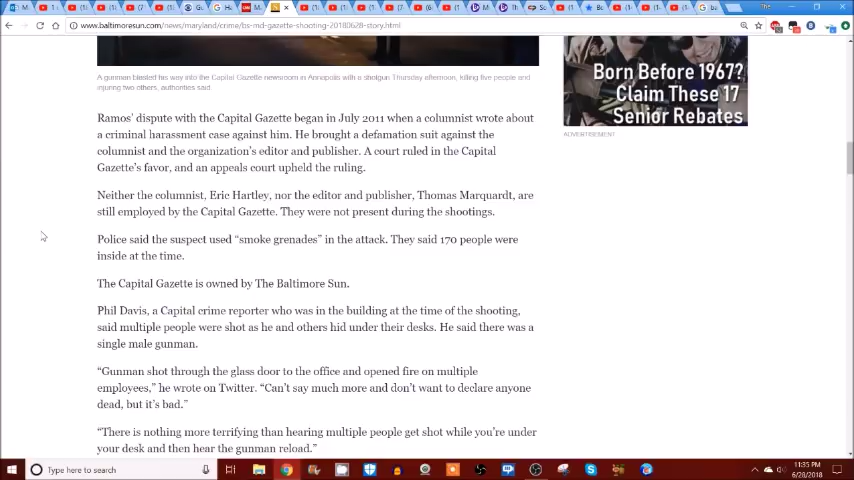 www.baltimoresun.com/news/maryland/crime/bs-md-gazette-shooting-20180628-story.html
A gunman blasted his way into the Capital Gazette newsroom in Annapolis with a shotgun Thursday afternoon, killing five people and
injuring two others, authorities said.
Born Before 1967?
Claim These 17
Senior Rebates
ADVERTISEMENT
Ramos' dispute with the Capital Gazette began in July 2011 when a columnist wrote about
a criminal harassment case against him. He brought a defamation suit against the
columnist and the organization's editor and publisher. A court ruled in the Capital
Gazette's favor, and an appeals court upheld the ruling.
Neither the columnist, Eric Hartley, nor the editor and publisher, Thomas Marquardt, are
still employed by the Capital Gazette. They were not present during the shootings.
Police said the suspect used “smoke grenades” in the attack. They said 170 people were
inside at the time.
The Capital Gazette is owned by The Baltimore Sun.
Phil Davis, a Capital crime reporter who was in the building at the time of the shooting,
said multiple people were shot as he and others hid under their desks. He said there was a
single male gunman.
“Gunman shot through the glass door to the office and opened fire on multiple
employees,” he wrote on Twitter. “Can't say much more and don't want to declare anyone
dead, but it's bad.”
“There is nothing more terrifying than hearing multiple people get shot while you're under
your desk and then hear the gunman reload.”
Type here to search
11:35 PM
6/28/2018